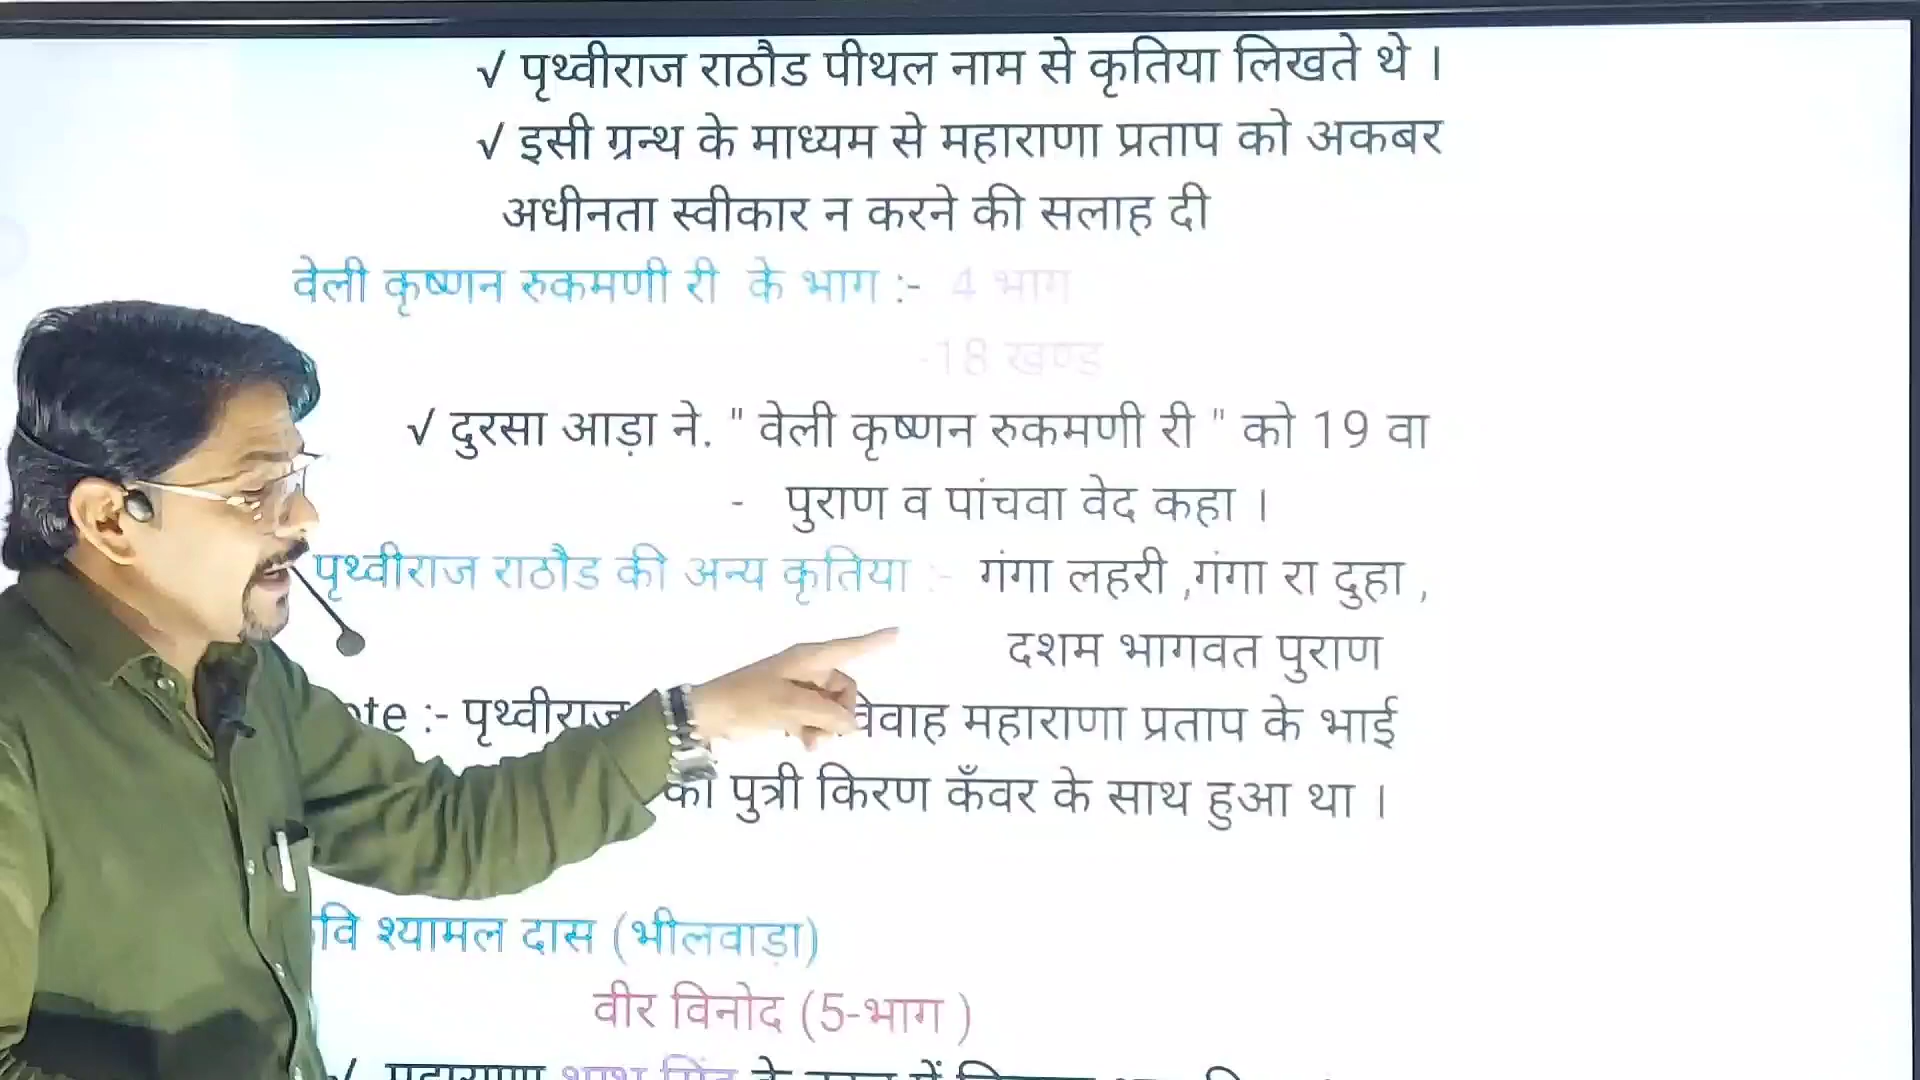 √ पृथ्वीराज राठौड पीथल नाम से कृतिया लिखते थे ।
√ इसी ग्रन्थ के माध्यम से महाराणा प्रताप को अकबर
अधीनता स्वीकार न करने की सलाह दी
वेली कृष्णन रुकमणी री के भाग :- 4 भाग
-18 खण्ड
√ दुरसा आड़ा ने. " वेली कृष्णन रुकमणी री " को 19 वा
- पुराण व पांचवा वेद कहा ।
पृथ्वीराज राठौड की अन्य कृतिया :- गंगा लहरी ,गंगा रा दुहा ,
दशम भागवत पुराण
:- पृथ्वीराज महाराणा प्रताप के भाई
की पुत्री किरण कँवर के साथ हुआ था ।
श्यामल दास (भीलवाड़ा)
वीर विनोद (5-भाग )